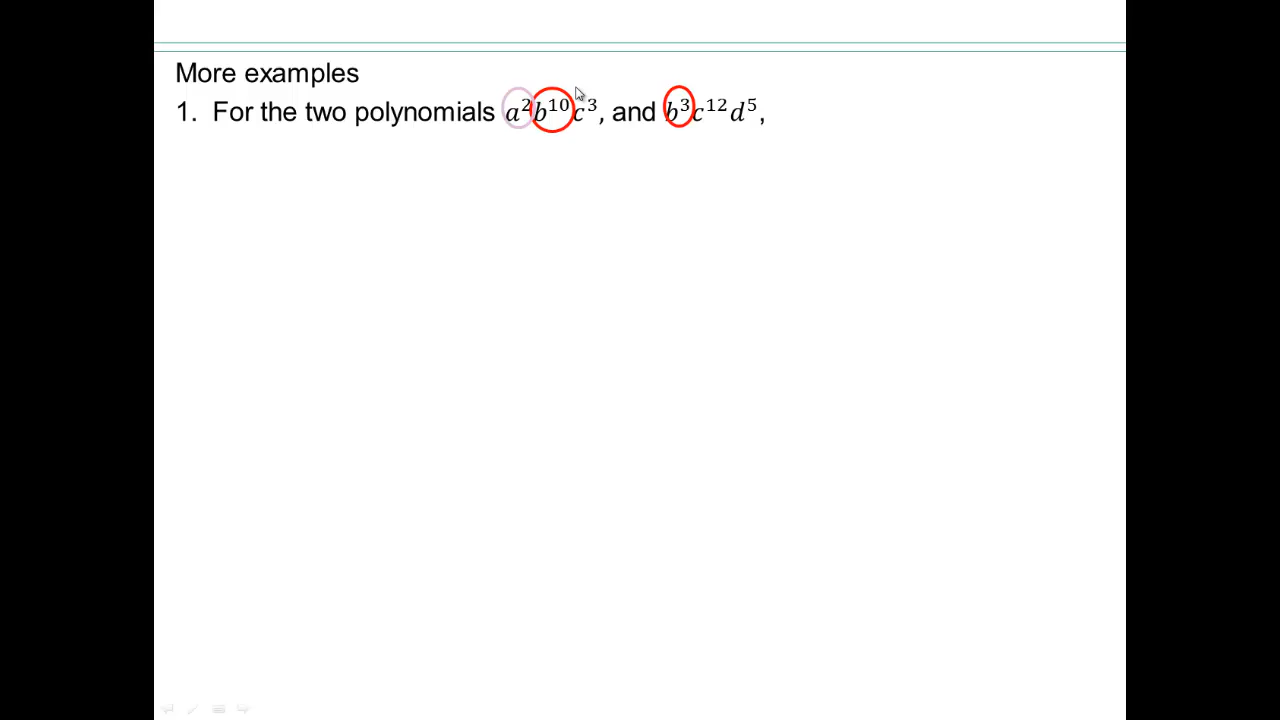 More examples
1. For the two polynomials a²b¹⁰c³, and b³c¹²d⁵,